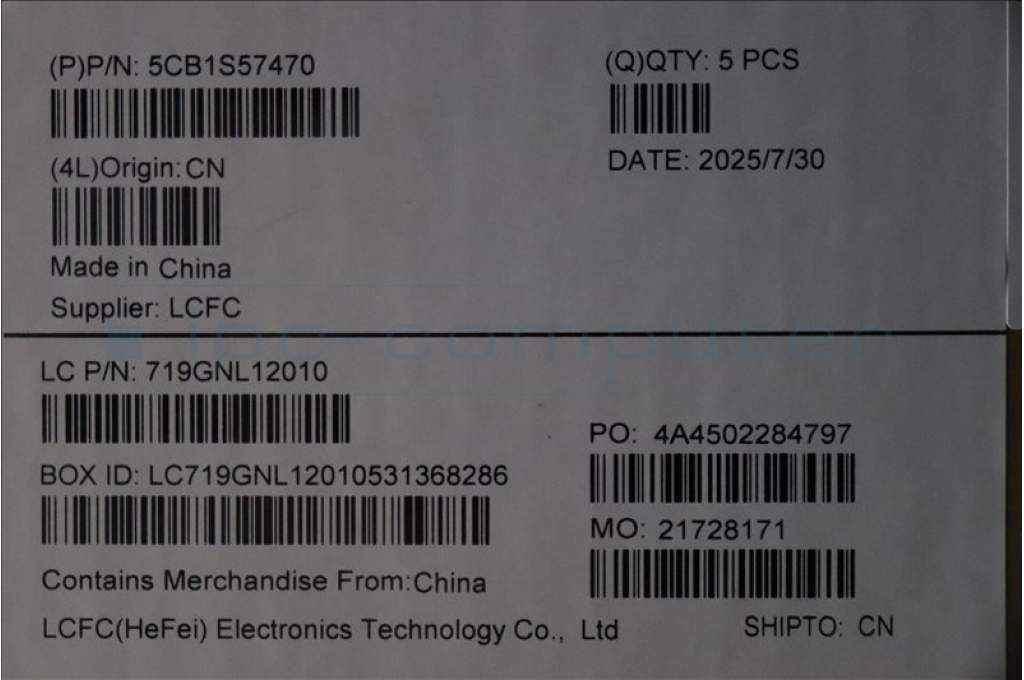 (P)P/N: 5CB1S57470
(Q)QTY: 5 PCS
(4L)Origin:CN
DATE: 2025/7/30
Made in China
Supplier: LCFC
LC P/N: 719GNL12010
PO: 4A4502284797
BOX ID: LC719GNL12010531368286
MO: 21728171
Contains Merchandise From:China
LCFC(HeFei) Electronics Technology Co., Ltd
SHIPTO: CN